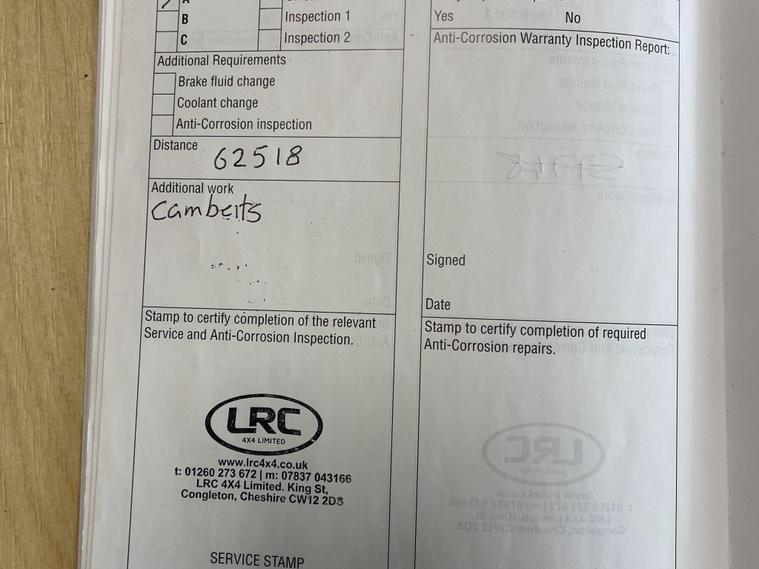 A
B
C
Inspection 1
Inspection 2
Additional Requirements
Brake fluid change
Coolant change
Anti-Corrosion inspection
Distance 62518
Additional work
Cambelts
Stamp to certify completion of the relevant
Service and Anti-Corrosion Inspection.
LRC
4X4 LIMITED
www.lrc4x4.co.uk
t: 01260 273 672 | m: 07837 043166
LRC 4X4 Limited. King St,
Congleton, Cheshire CW12 2DS
SERVICE STAMP
Yes No
Anti-Corrosion Warranty Inspection Report:
Signed
Date
Stamp to certify completion of required
Anti-Corrosion repairs.